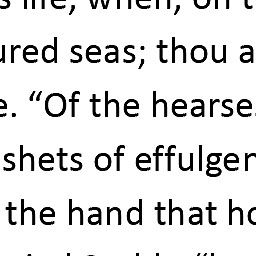 life, when, on t
ured seas; thou a
e. “Of the hearse.
shets of effulgen
the hand that ho